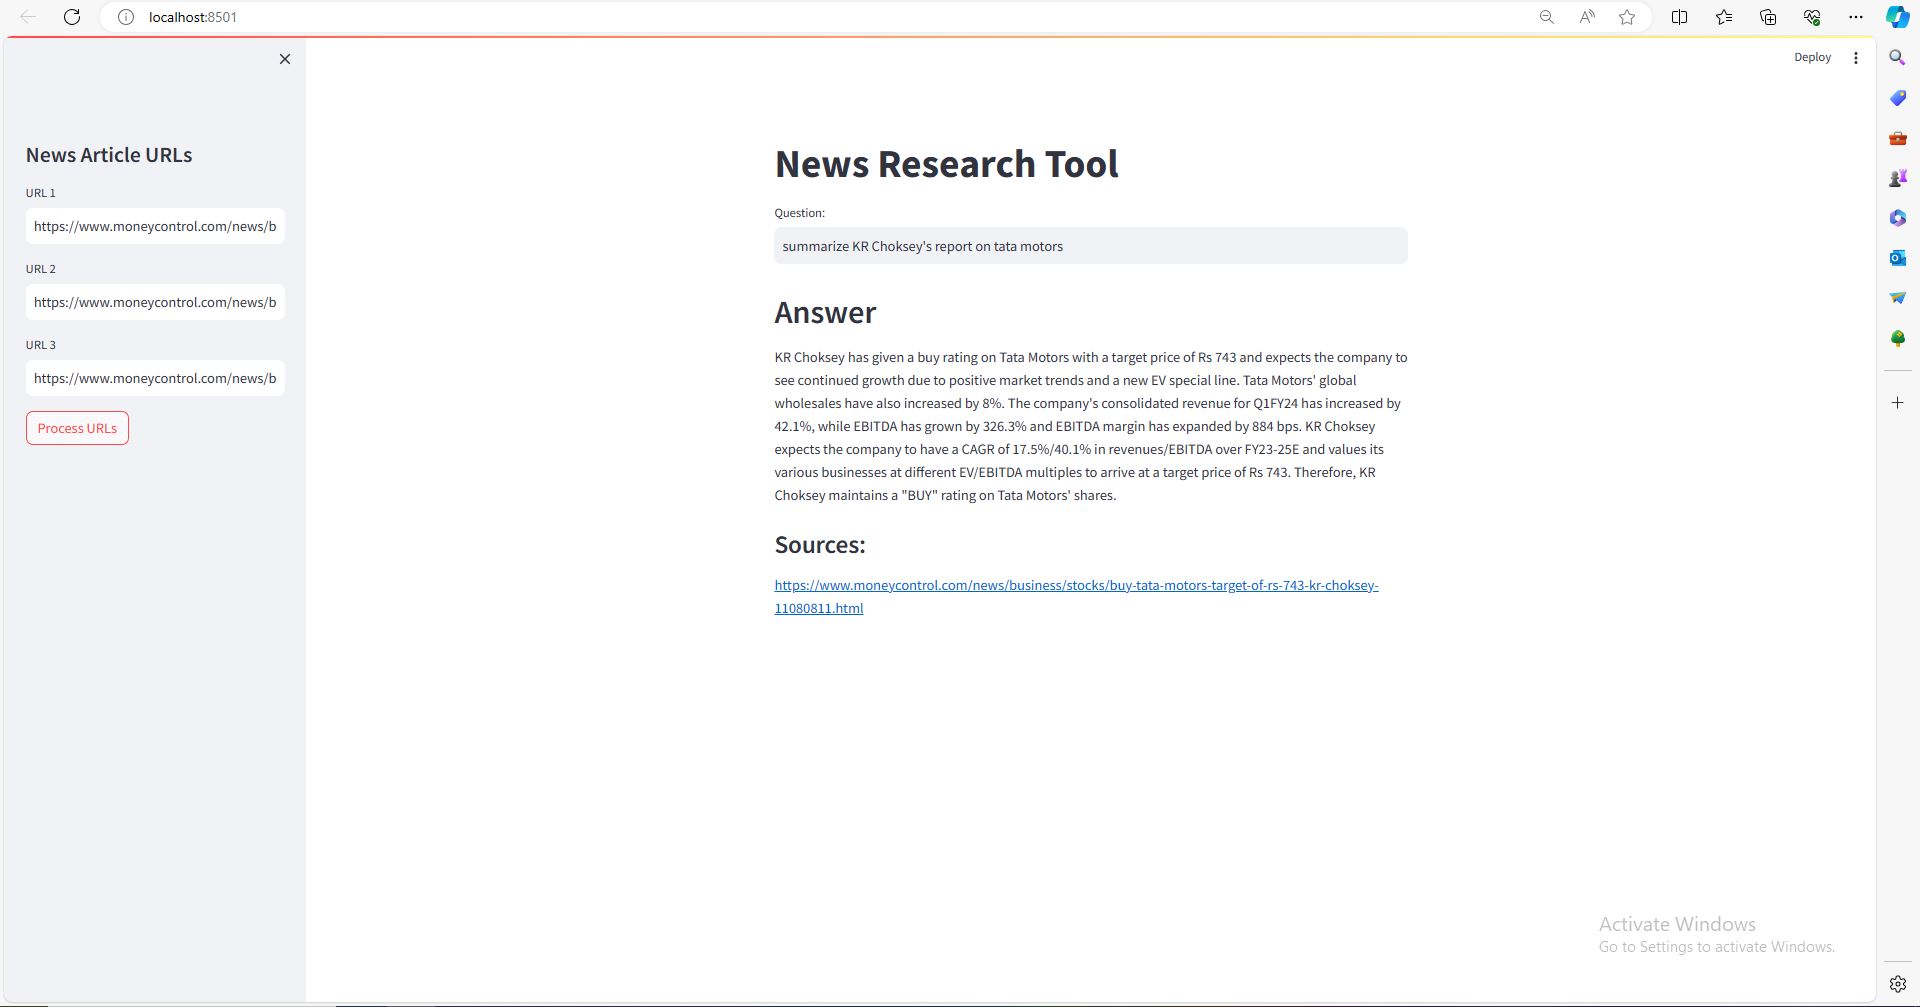 localhost:8501
Deploy
News Article URLs
URL 1
https://www.moneycontrol.com/news/b
URL 2
https://www.moneycontrol.com/news/b
URL 3
https://www.moneycontrol.com/news/b
Process URLs
News Research Tool
Question:
summarize KR Choksey's report on tata motors
Answer
KR Choksey has given a buy rating on Tata Motors with a target price of Rs 743 and expects the company to
see continued growth due to positive market trends and a new EV special line. Tata Motors' global
wholesales have also increased by 8%. The company's consolidated revenue for Q1FY24 has increased by
42.1%, while EBITDA has grown by 326.3% and EBITDA margin has expanded by 884 bps. KR Choksey
expects the company to have a CAGR of 17.5%/40.1% in revenues/EBITDA over FY23-25E and values its
various businesses at different EV/EBITDA multiples to arrive at a target price of Rs 743. Therefore, KR
Choksey maintains a "BUY" rating on Tata Motors' shares.
Sources:
https://www.moneycontrol.com/news/business/stocks/buy-tata-motors-target-of-rs-743-kr-choksey-
11080811.html
Activate Windows
Go to Settings to activate Windows.